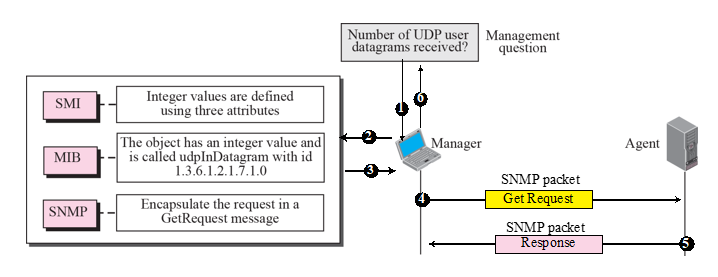 Number of UDP user
datagrams received?
Management
question
SMI
Integer values are defined
using three attributes
MIB
The object has an integer value and
is called udpInDatagram with id
1.3.6.1.2.1.7.1.0
SNMP
Encapsulate the request in a
GetRequest message
1
6
2
3
Manager
Agent
SNMP packet
4
Get Request
SNMP packet
Response
5